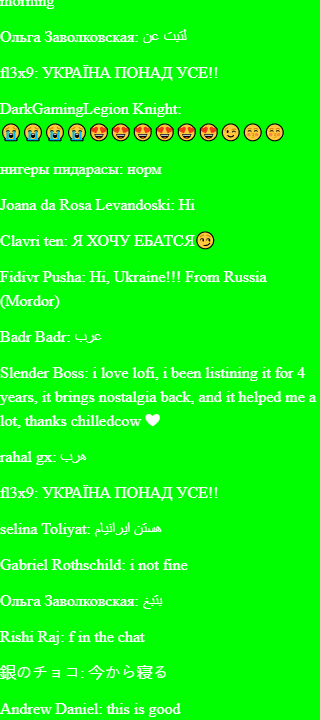 morning
Ольга Заволковская: اتيت عن
fl3x9: УКРАЇНА ПОНАД УСЕ!!
DarkGamingLegion Knight:
😭😭😭😭😍😍😍😍😍😍😉😚😚
нигеры пидарасы: норм
Joana da Rosa Levandoski: Hi
Clavri ten: Я ХОЧУ ЕБАТСЯ😏
Fidivr Pusha: Hi, Ukraine!!! From Russia
(Mordor)
Badr Badr: عرب
Slender Boss: i love lofi, i been listining it for 4
years, it brings nostalgia back, and it helped me a
lot, thanks chilledcow 🤍
rahal gx: هرب
fl3x9: УКРАЇНА ПОНАД УСЕ!!
selina Toliyat: همتن ایرانیام
Gabriel Rothschild: i not fine
Ольга Заволковская:
Rishi Raj: f in the chat
銀のチョコ: 今から寝る
Andrew Daniel: this is good